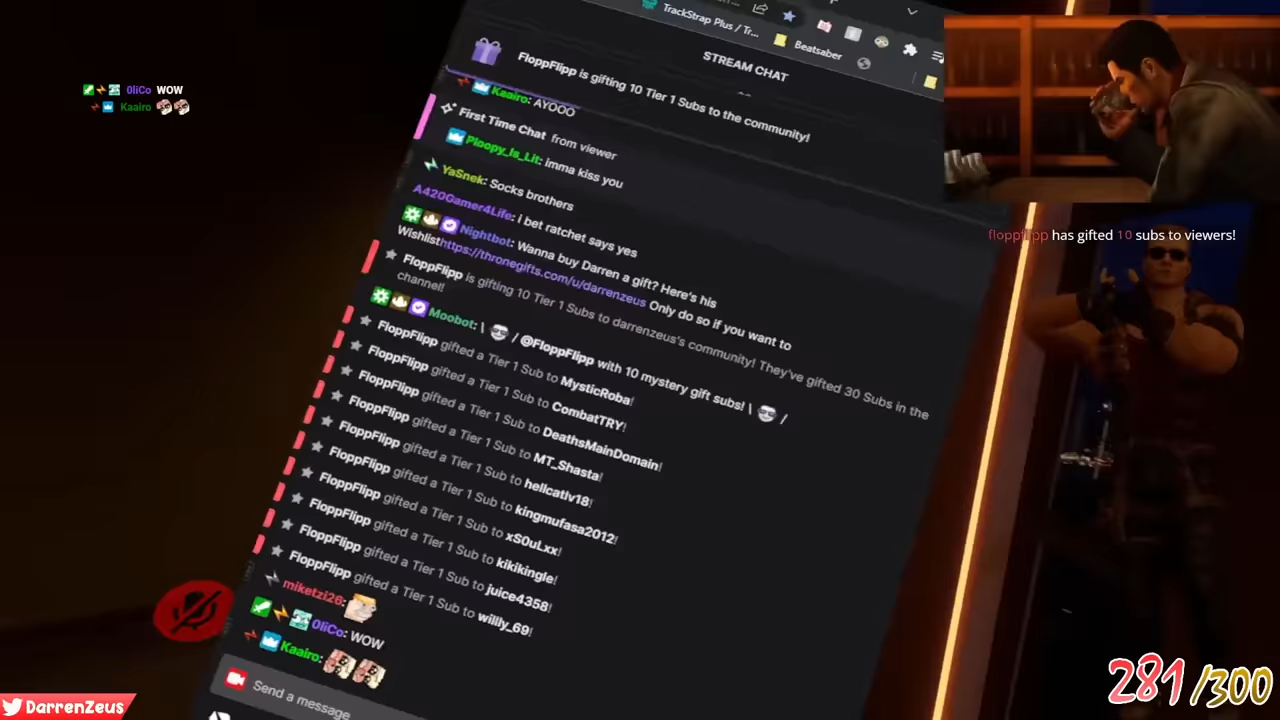 TrackStrap Plus / Tr...
Beatsaber
STREAM CHAT
FloppFlipp is gifting 10 Tier 1 Subs to the community!
0liCo WOW
Kaairo
Kaairo: AYOOO
First Time Chat from viewer
Ploopy_Is_Lit: imma kiss you
YaSnek: Socks brothers
A420Gamer4Life: I bet ratchet says yes
Nightbot: Wanna buy Darren a gift? Here's his
Wishlisthttps://thronegifts.com/u/darrenzeus Only do so if you want to
FloppFlipp is gifting 10 Tier 1 Subs to darrenzeus's community! They've gifted 30 Subs in the
channel!
Moobot: \ / @FloppFlipp with 10 mystery gift subs! \ /
FloppFlipp gifted a Tier 1 Sub to MysticRoba!
FloppFlipp gifted a Tier 1 Sub to CombatTRY!
FloppFlipp gifted a Tier 1 Sub to DeathsMainDomain!
FloppFlipp gifted a Tier 1 Sub to MT_Shasta!
FloppFlipp gifted a Tier 1 Sub to hellcativ18!
FloppFlipp gifted a Tier 1 Sub to kingmufasa2012!
FloppFlipp gifted a Tier 1 Sub to xS0uLxx!
FloppFlipp gifted a Tier 1 Sub to kikikingle!
FloppFlipp gifted a Tier 1 Sub to juice4358!
FloppFlipp gifted a Tier 1 Sub to willly_69!
miketzi26:
0liCo: WOW
Kaairo:
Send a message
floppflipp has gifted 10 subs to viewers!
281/300
DarrenZeus